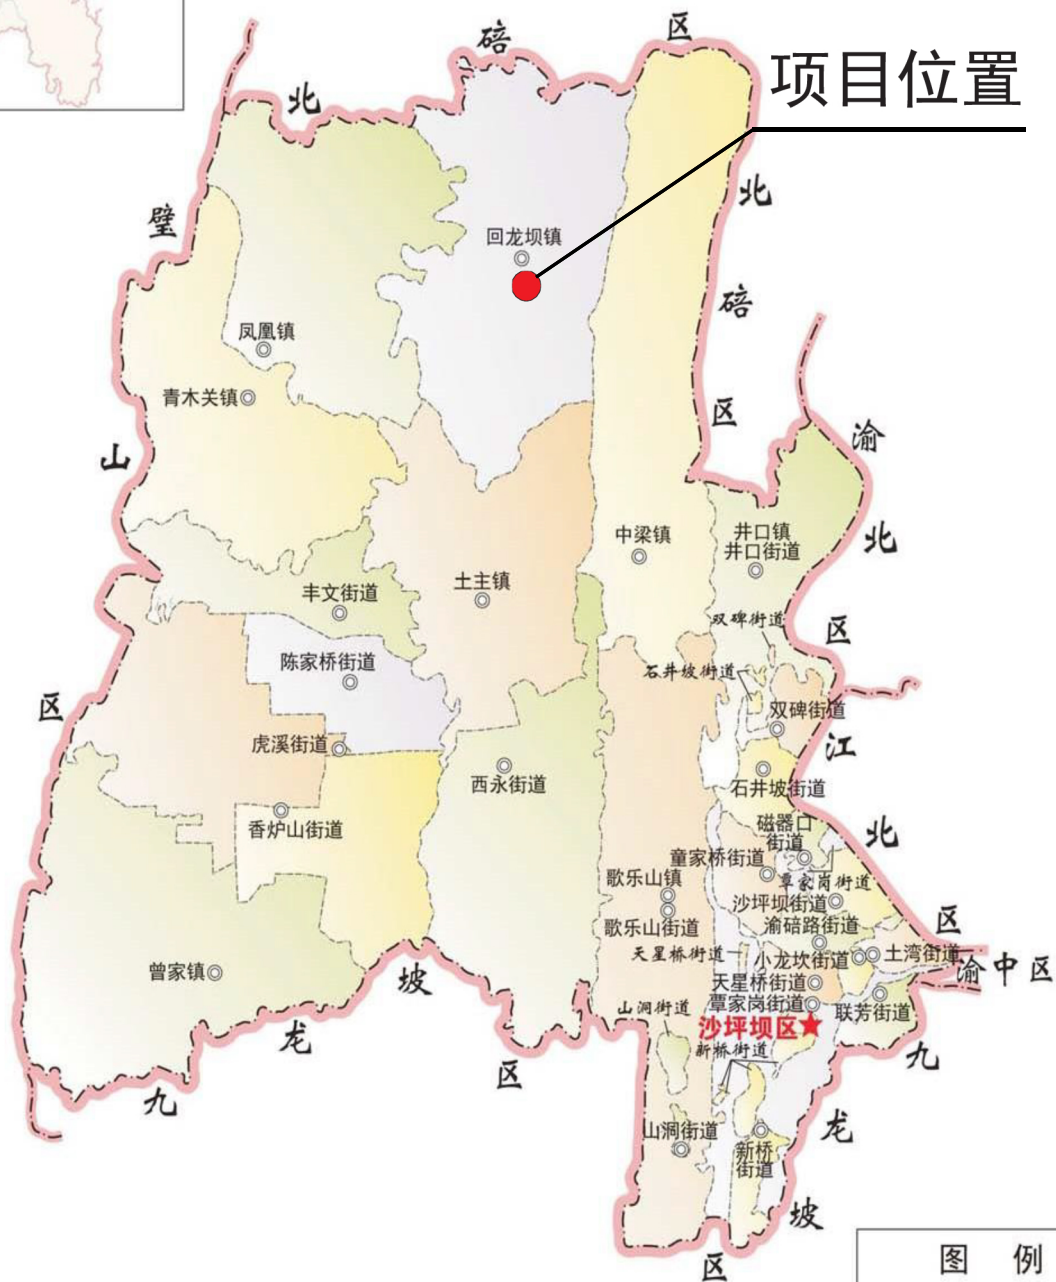 碚
区
项目位置
北
璧
北
回龙坝镇
碚
凤凰镇
青木关镇
区
渝
山
中梁镇
井口镇
井口街道
北
土主镇
丰文街道
双碑街道
区
陈家桥街道
石井坡街道
区
双碑街道
虎溪街道
江
西永街道
石井坡街道
香炉山街道
磁器口
街道
北
童家桥街道
歌乐山镇
覃家岗街道
沙坪坝街道
歌乐山街道
渝碚路街道
区
天星桥街道
小龙坎街道
土湾街道
渝中区
曾家镇
坡
天星桥街道
覃家岗街道
山洞街道
联芳街道
沙坪坝区
龙
新桥街道
九
区
九
山洞街道
龙
新桥
街道
坡
区
图 例